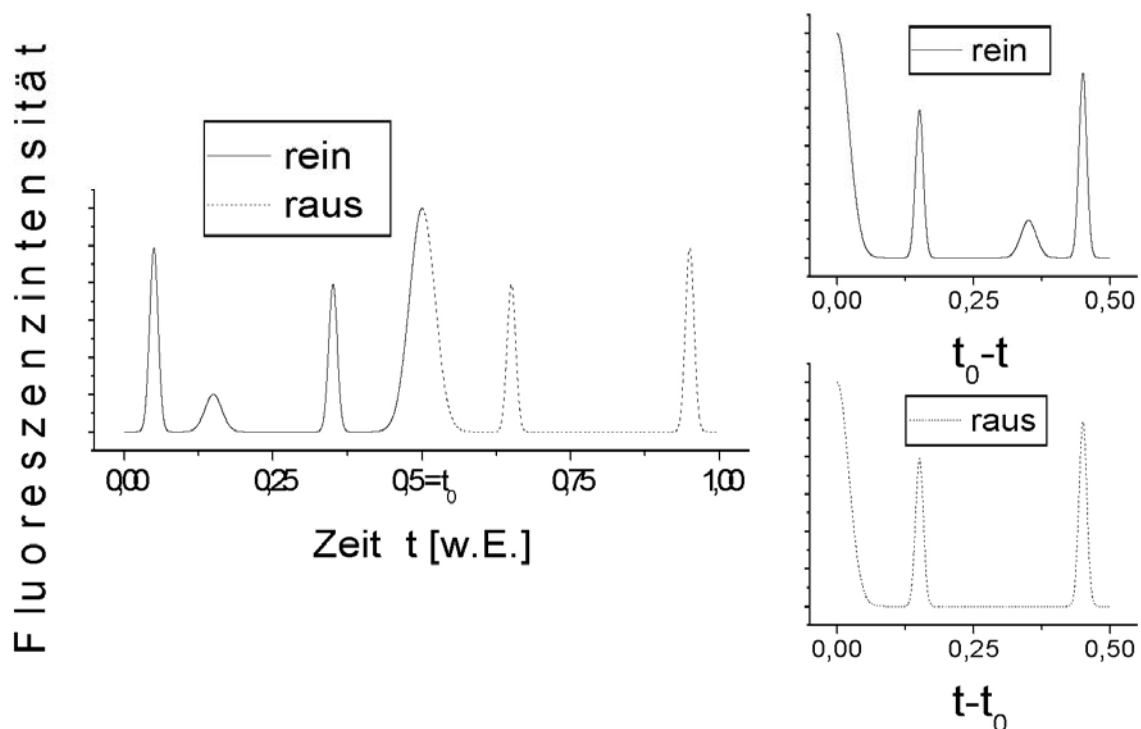 Fluoreszenzintensität
rein
raus
0,00 0,25 0,5=t₀ 0,75 1,00
Zeit t [w.E.]
rein
0,00 0,25 0,50
t₀-t
raus
0,00 0,25 0,50
t-t₀